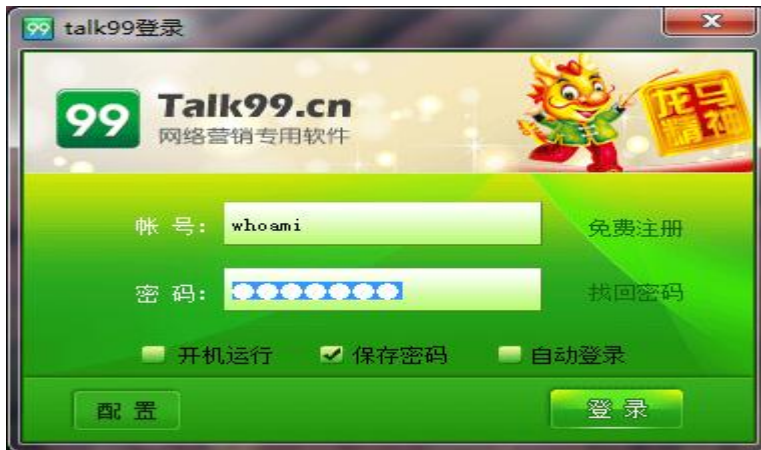 99 talk99登录
99 Talk99.cn
网络营销专用软件
龙马精神
帐 号: whoami 免费注册
密 码: ●●●●●●● 找回密码
开机运行 保存密码 自动登录
配 置 登 录